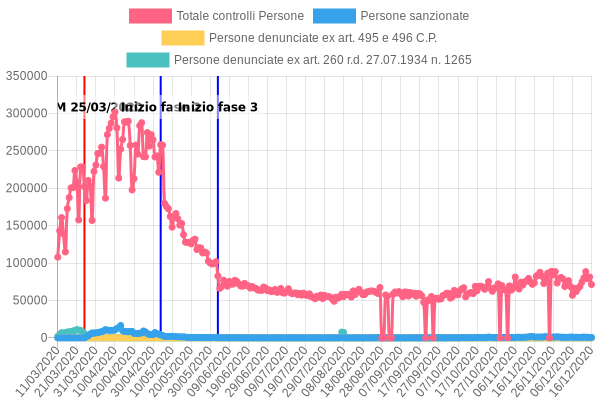 Totale controlli Persone Persone sanzionate
Persone denunciate ex art. 495 e 496 C.P.
Persone denunciate ex art. 260 r.d. 27.07.1934 n. 1265
350000
300000
M 25/03/2020 Inizio fase 2 Inizio fase 3
250000
200000
150000
100000
50000
0
11/03/2020 21/03/2020 31/03/2020 10/04/2020 20/04/2020 30/04/2020 10/05/2020 20/05/2020 30/05/2020 09/06/2020 19/06/2020 29/06/2020 09/07/2020 19/07/2020 29/07/2020 08/08/2020 18/08/2020 28/08/2020 07/09/2020 17/09/2020 27/09/2020 07/10/2020 17/10/2020 27/10/2020 06/11/2020 16/11/2020 26/11/2020 06/12/2020 16/12/2020